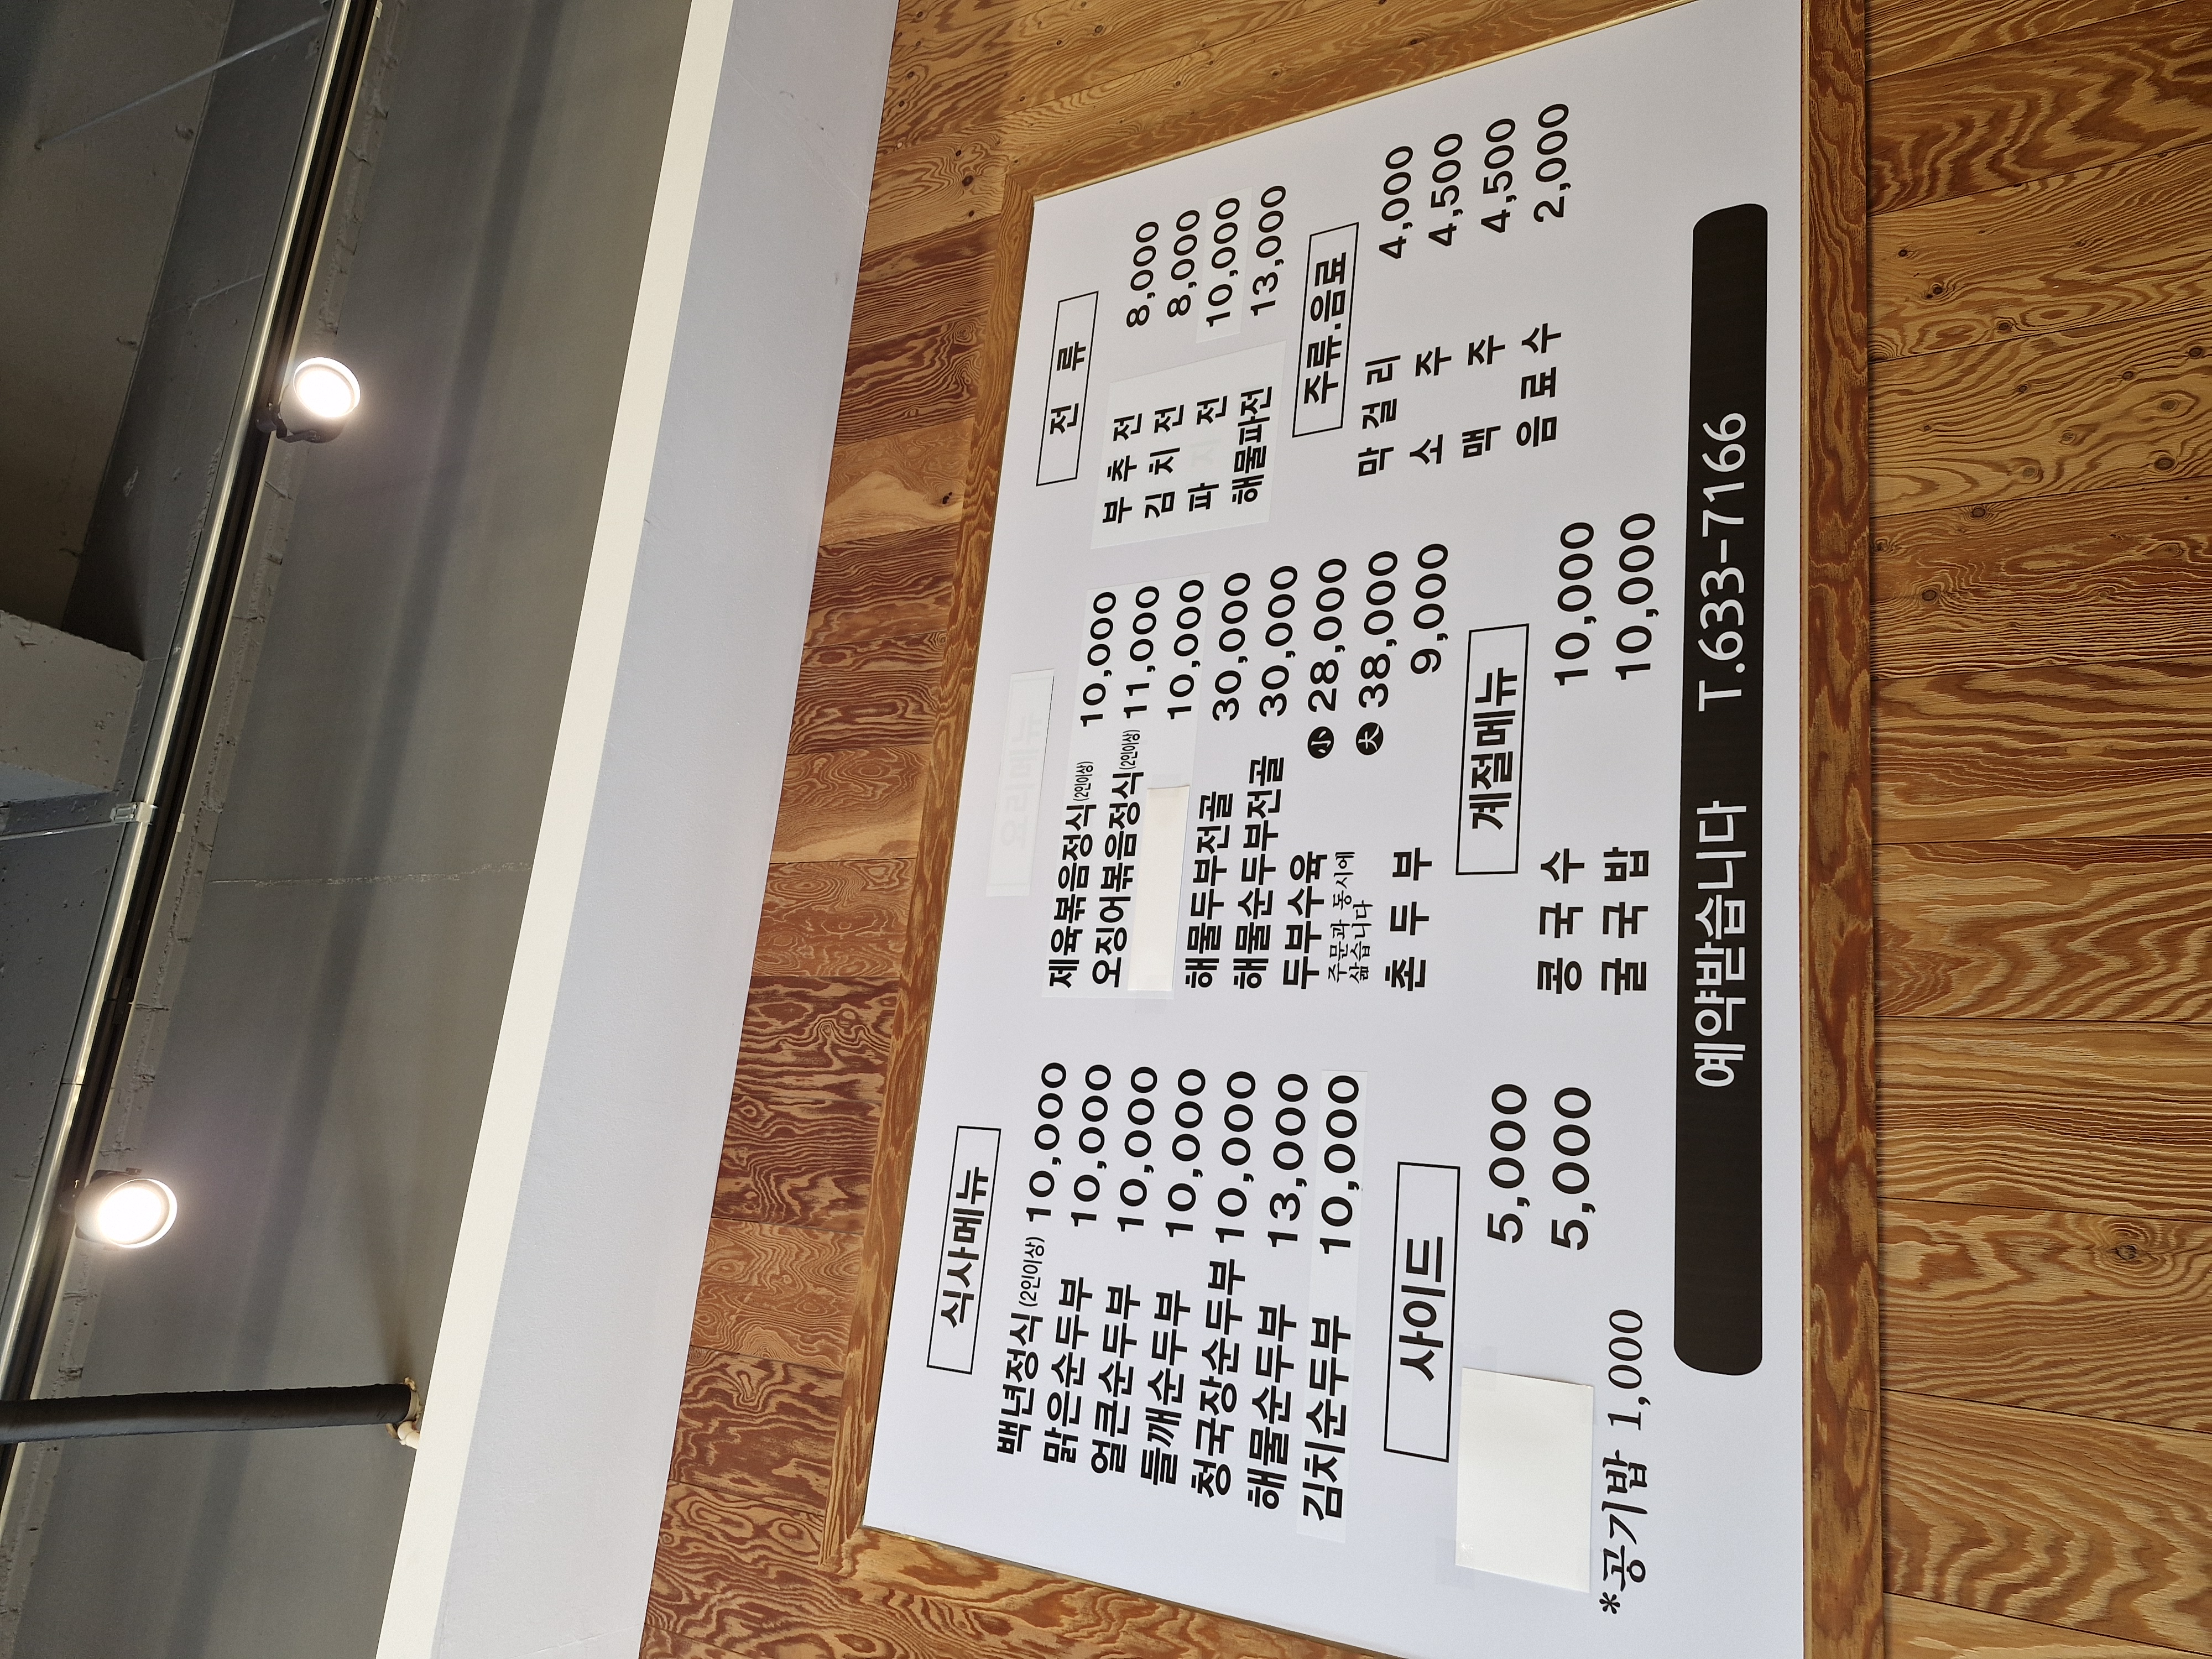 식사메뉴
백년정식 (2인이상) 10,000
맑은순두부 10,000
얼큰순두부 10,000
들깨순두부 10,000
청국장순두부 10,000
해물순두부 13,000
김치순두부 10,000
사이드
5,000
5,000
*공기밥 1,000
요리메뉴
제육볶음정식(2인이상) 10,000
오징어볶음정식(2인이상) 11,000
10,000
해물두부전골 30,000
해물순두부전골 30,000
두부수육 小 28,000
주문과 동시에
삶습니다
大 38,000
촌두부 9,000
계절메뉴
콩국수 10,000
굴국밥 10,000
전 류
부추전 8,000
김치전 8,000
파전 10,000
해물파전 13,000
주류.음료
막걸리 4,000
소주 4,500
맥주 4,500
음료수 2,000
예약받습니다 T.633-7166